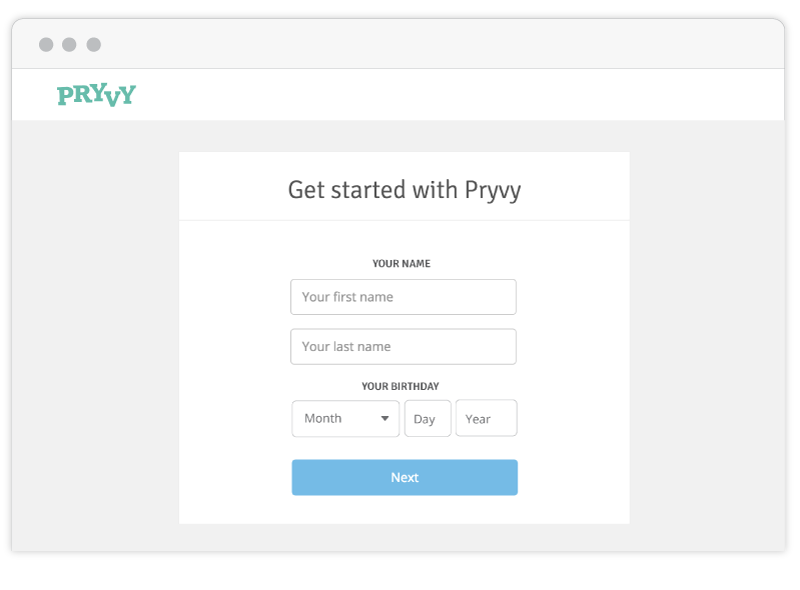 PRYVY
Get started with Pryvy
YOUR NAME
Your first name
Your last name
YOUR BIRTHDAY
Month Day Year
Next